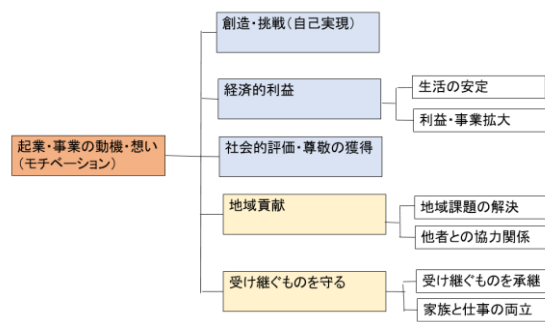 起業・事業の動機・想い
(モチベーション)
創造・挑戦(自己実現)
経済的利益
生活の安定
利益・事業拡大
社会的評価・尊敬の獲得
地域貢献
地域課題の解決
他者との協力関係
受け継ぐものを守る
受け継ぐものを承継
家族と仕事の両立